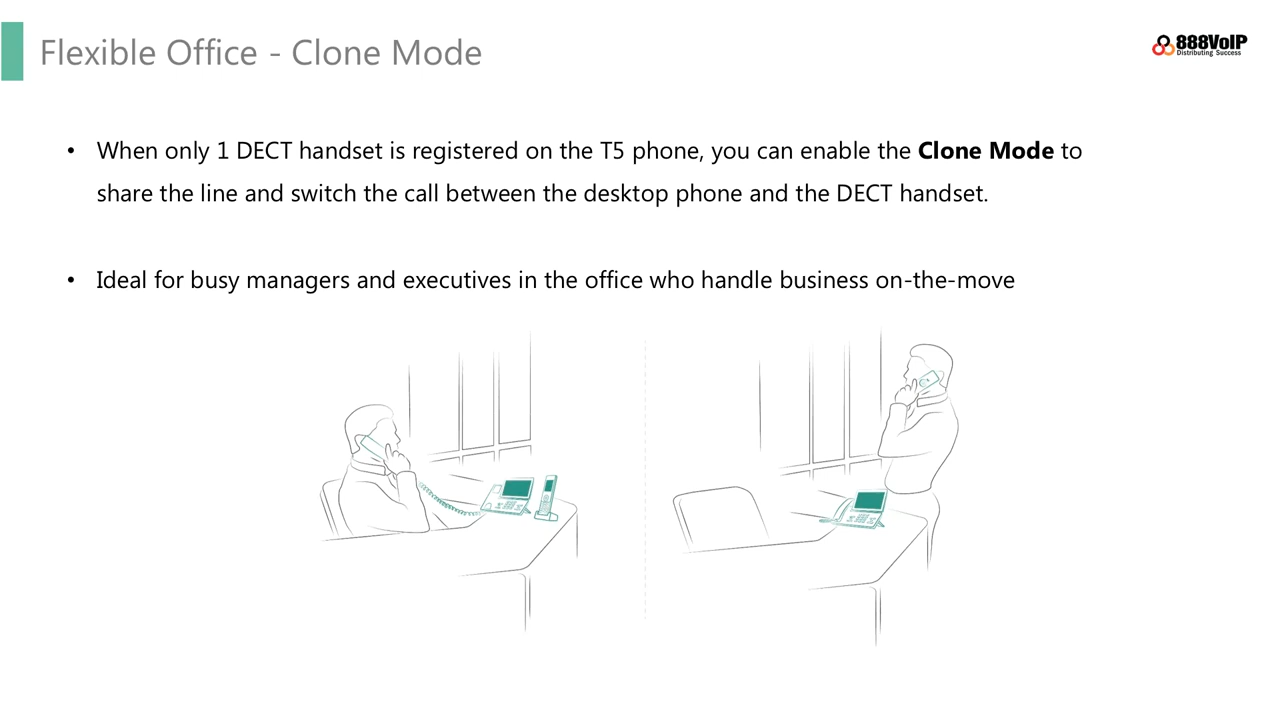 Flexible Office - Clone Mode
888VoIP
Distributing Success
• When only 1 DECT handset is registered on the T5 phone, you can enable the Clone Mode to
share the line and switch the call between the desktop phone and the DECT handset.
• Ideal for busy managers and executives in the office who handle business on-the-move